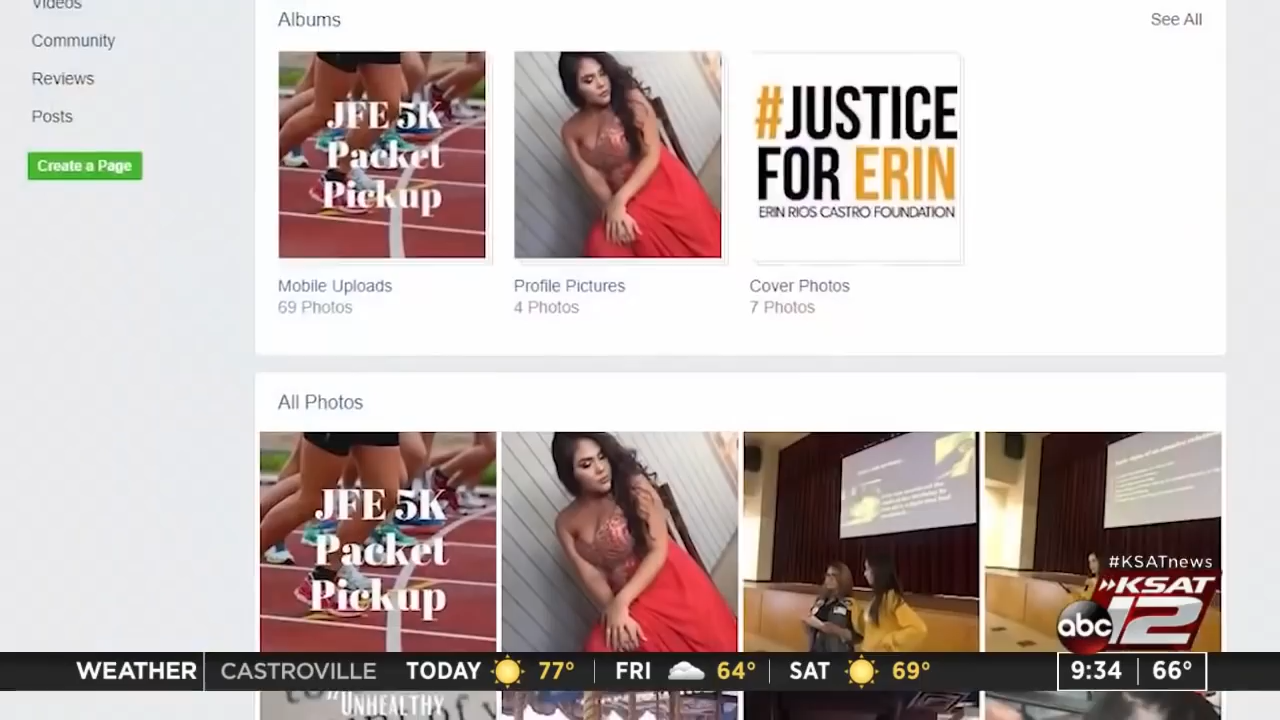 Videos
Community
Reviews
Posts
Create a Page
Albums
See All
JFE 5K
Packet
Pickup
#JUSTICE
FOR ERIN
ERIN RIOS CASTRO FOUNDATION
Mobile Uploads
69 Photos
Profile Pictures
4 Photos
Cover Photos
7 Photos
All Photos
JFE 5K
Packet
Pickup
#KSATnews
KSAT
abc 12
WEATHER CASTROVILLE TODAY 77° FRI 64° SAT 69° 9:34 66°
"UNHEALTHY